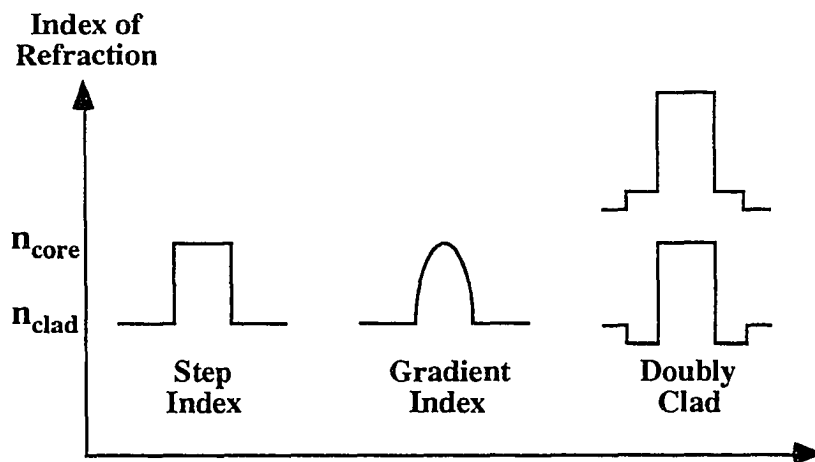 Index of
Refraction
n_core
n_clad
Step
Index
Gradient
Index
Doubly
Clad